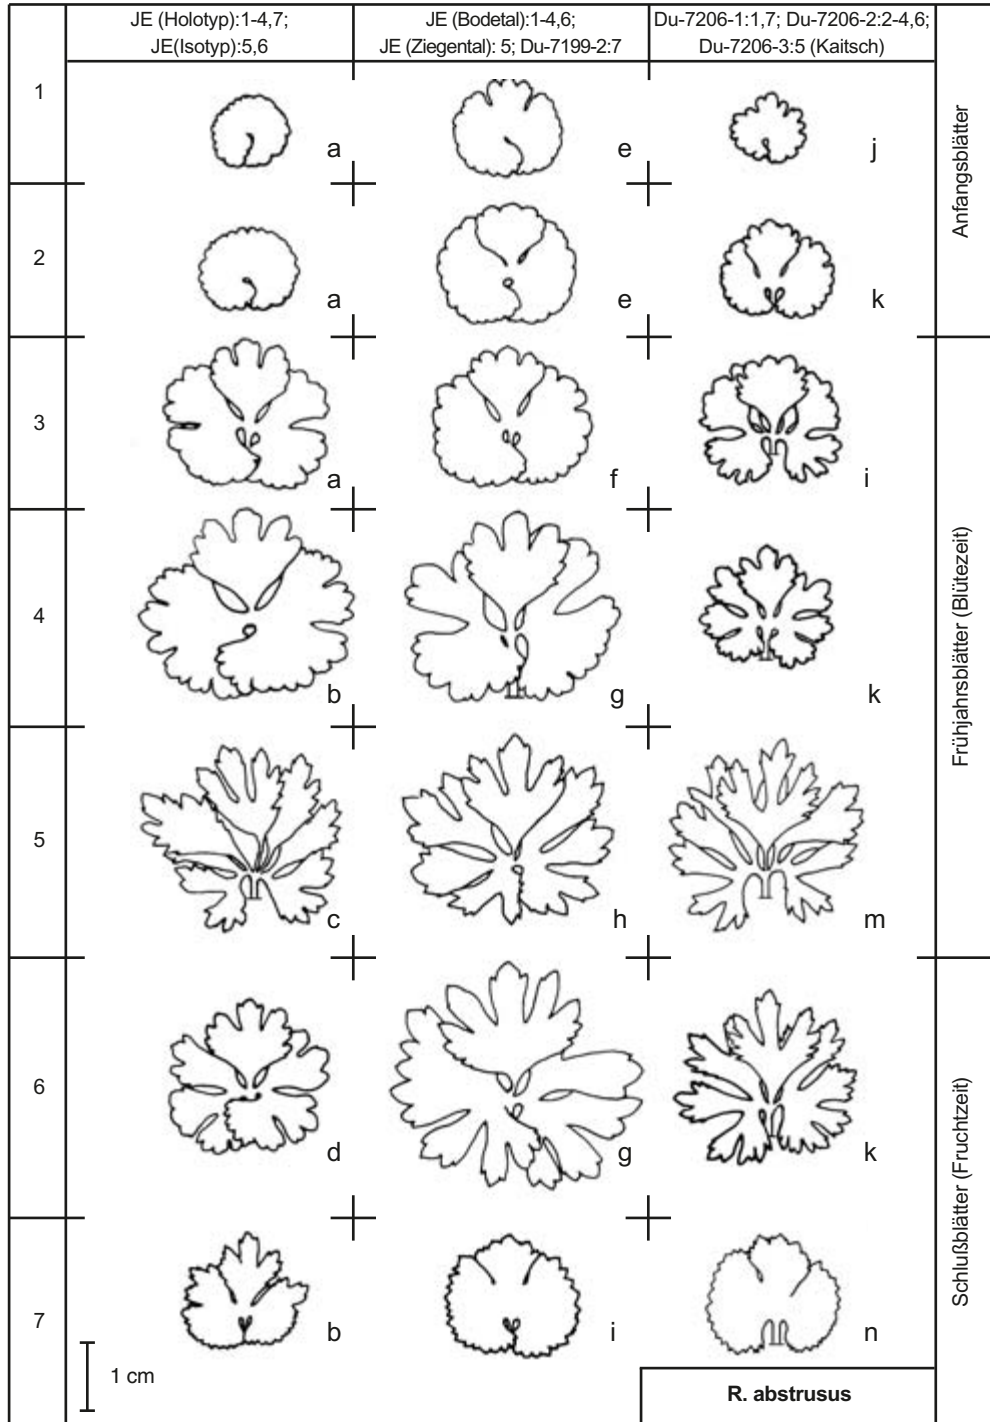 JE (Holotyp):1-4,7;
JE(Isotyp):5,6
JE (Bodetal):1-4,6;
JE (Ziegental): 5; Du-7199-2:7
Du-7206-1:1,7; Du-7206-2:2-4,6;
Du-7206-3:5 (Kaitsch)
1
a
e
j
Anfangsblätter
2
a
e
k
3
a
f
i
Frühjahrsblätter (Blütezeit)
4
b
g
k
5
c
h
m
6
d
g
k
Schlußblätter (Fruchtzeit)
7
b
i
n
1 cm
R. abstrusus